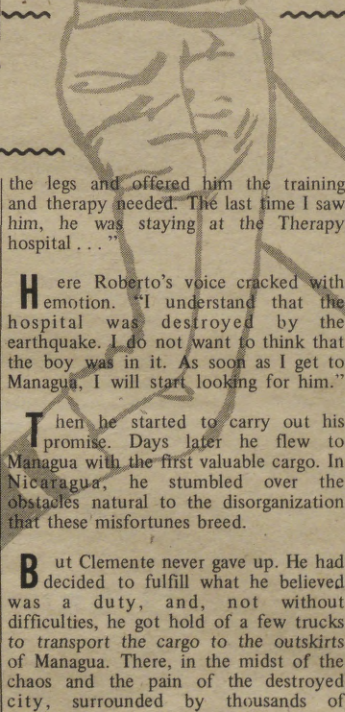 the legs and offered him the training
and therapy needed. The last time I saw
him, he was staying at the Therapy
hospital . . . ”
Here Roberto's voice cracked with
emotion. “I understand that the
hospital was destroyed by the
earthquake. I do not want to think that
the boy was in it. As soon as I get to
Managua, I will start looking for him.”
Then he started to carry out his
promise. Days later he flew to
Managua with the first valuable cargo. In
Nicaragua, he stumbled over the
obstacles natural to the disorganization
that these misfortunes breed.
But Clemente never gave up. He had
decided to fulfill what he believed
was a duty, and, not without
difficulties, he got hold of a few trucks
to transport the cargo to the outskirts
of Managua. There, in the midst of the
chaos and the pain of the destroyed
city, surrounded by thousands of